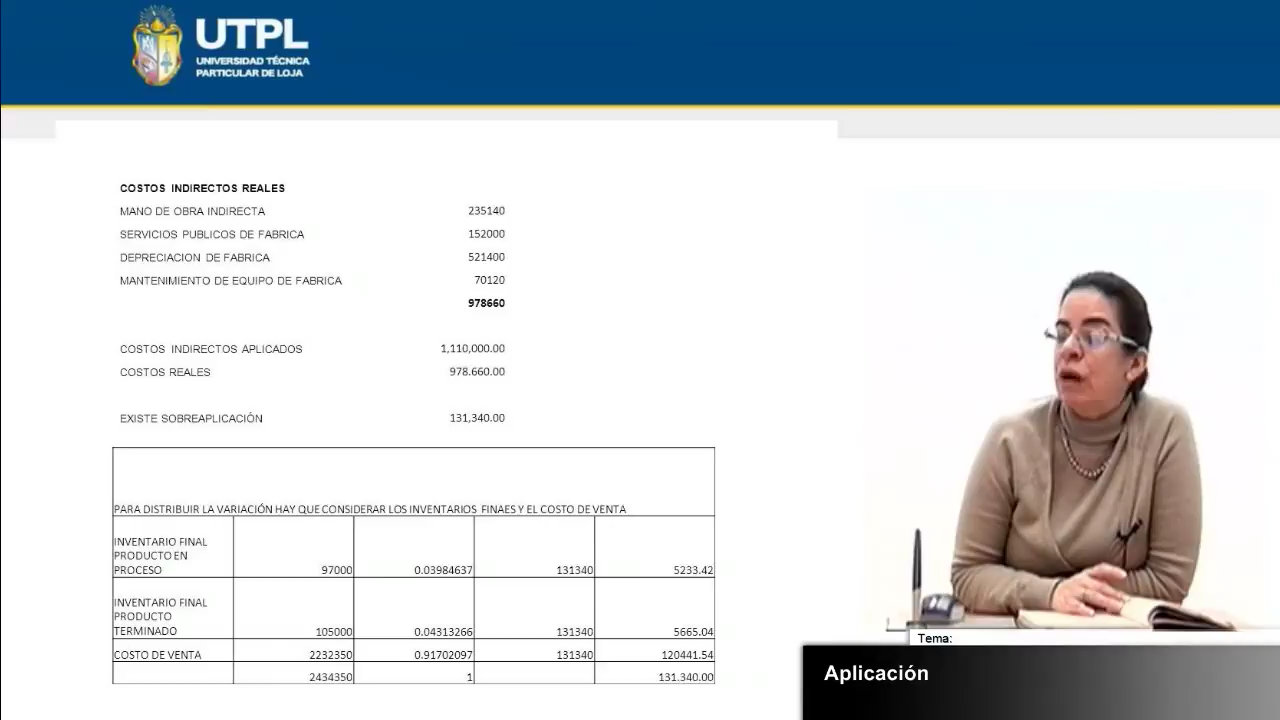 UTPL
UNIVERSIDAD TÉCNICA
PARTICULAR DE LOJA
COSTOS INDIRECTOS REALES
MANO DE OBRA INDIRECTA 235140
SERVICIOS PUBLICOS DE FABRICA 152000
DEPRECIACION DE FABRICA 521400
MANTENIMIENTO DE EQUIPO DE FABRICA 70120
978660
COSTOS INDIRECTOS APLICADOS 1,110,000.00
COSTOS REALES 978.660.00
EXISTE SOBREAPLICACIÓN 131,340.00
PARA DISTRIBUIR LA VARIACIÓN HAY QUE CONSIDERAR LOS INVENTARIOS FINAES Y EL COSTO DE VENTA
INVENTARIO FINAL
PRODUCTO EN
PROCESO 97000 0.03984637 131340 5233.42
INVENTARIO FINAL
PRODUCTO
TERMINADO 105000 0.04313266 131340 5665.04
COSTO DE VENTA 2232350 0.91702097 131340 120441.54
2434350 1 131.340.00
Tema:
Aplicación